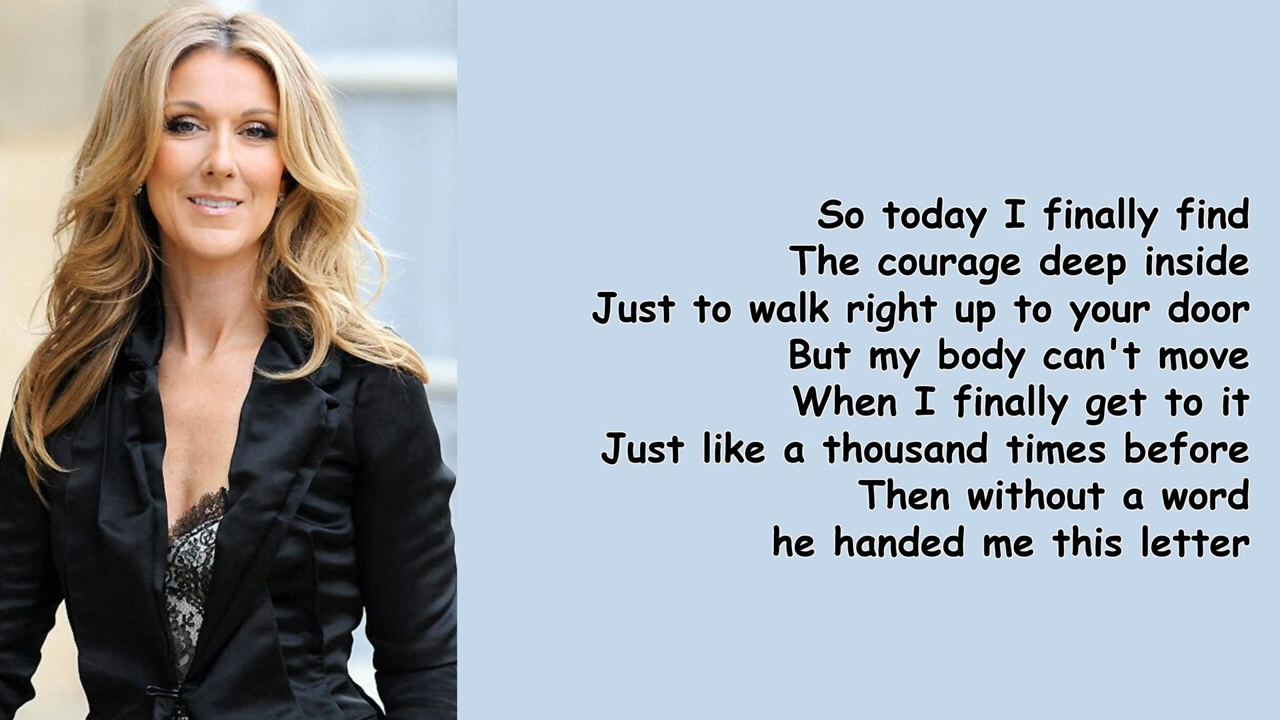 So today I finally find
The courage deep inside
Just to walk right up to your door
But my body can't move
When I finally get to it
Just like a thousand times before
Then without a word
he handed me this letter